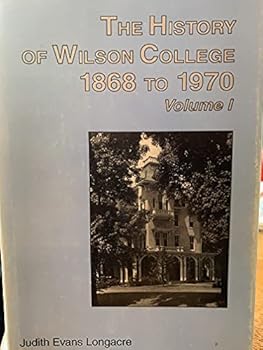 The History
of Wilson College
1868 to 1970
Volume I
Judith Evans Longacre